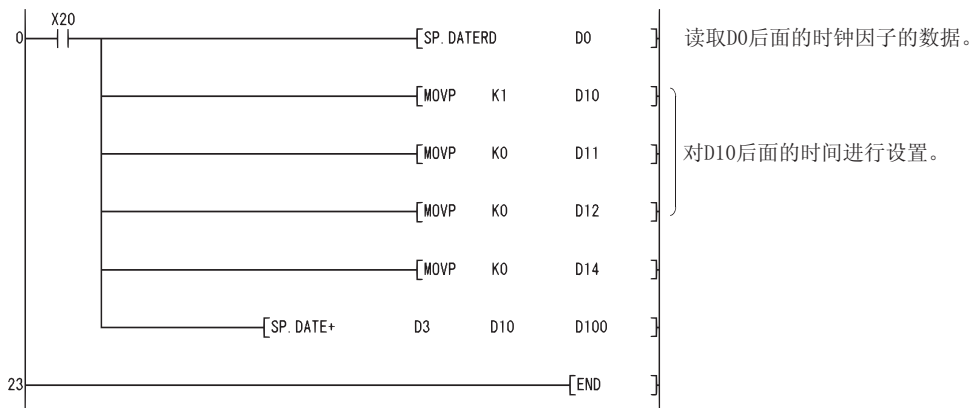 X20
0 [SP. DATERD D0 ] 读取D0后面的时钟因子的数据。
[MOVP K1 D10 ]
[MOVP K0 D11 ] 对D10后面的时间进行设置。
[MOVP K0 D12 ]
[MOVP K0 D14 ]
[SP. DATE+ D3 D10 D100 ]
23 [END ]